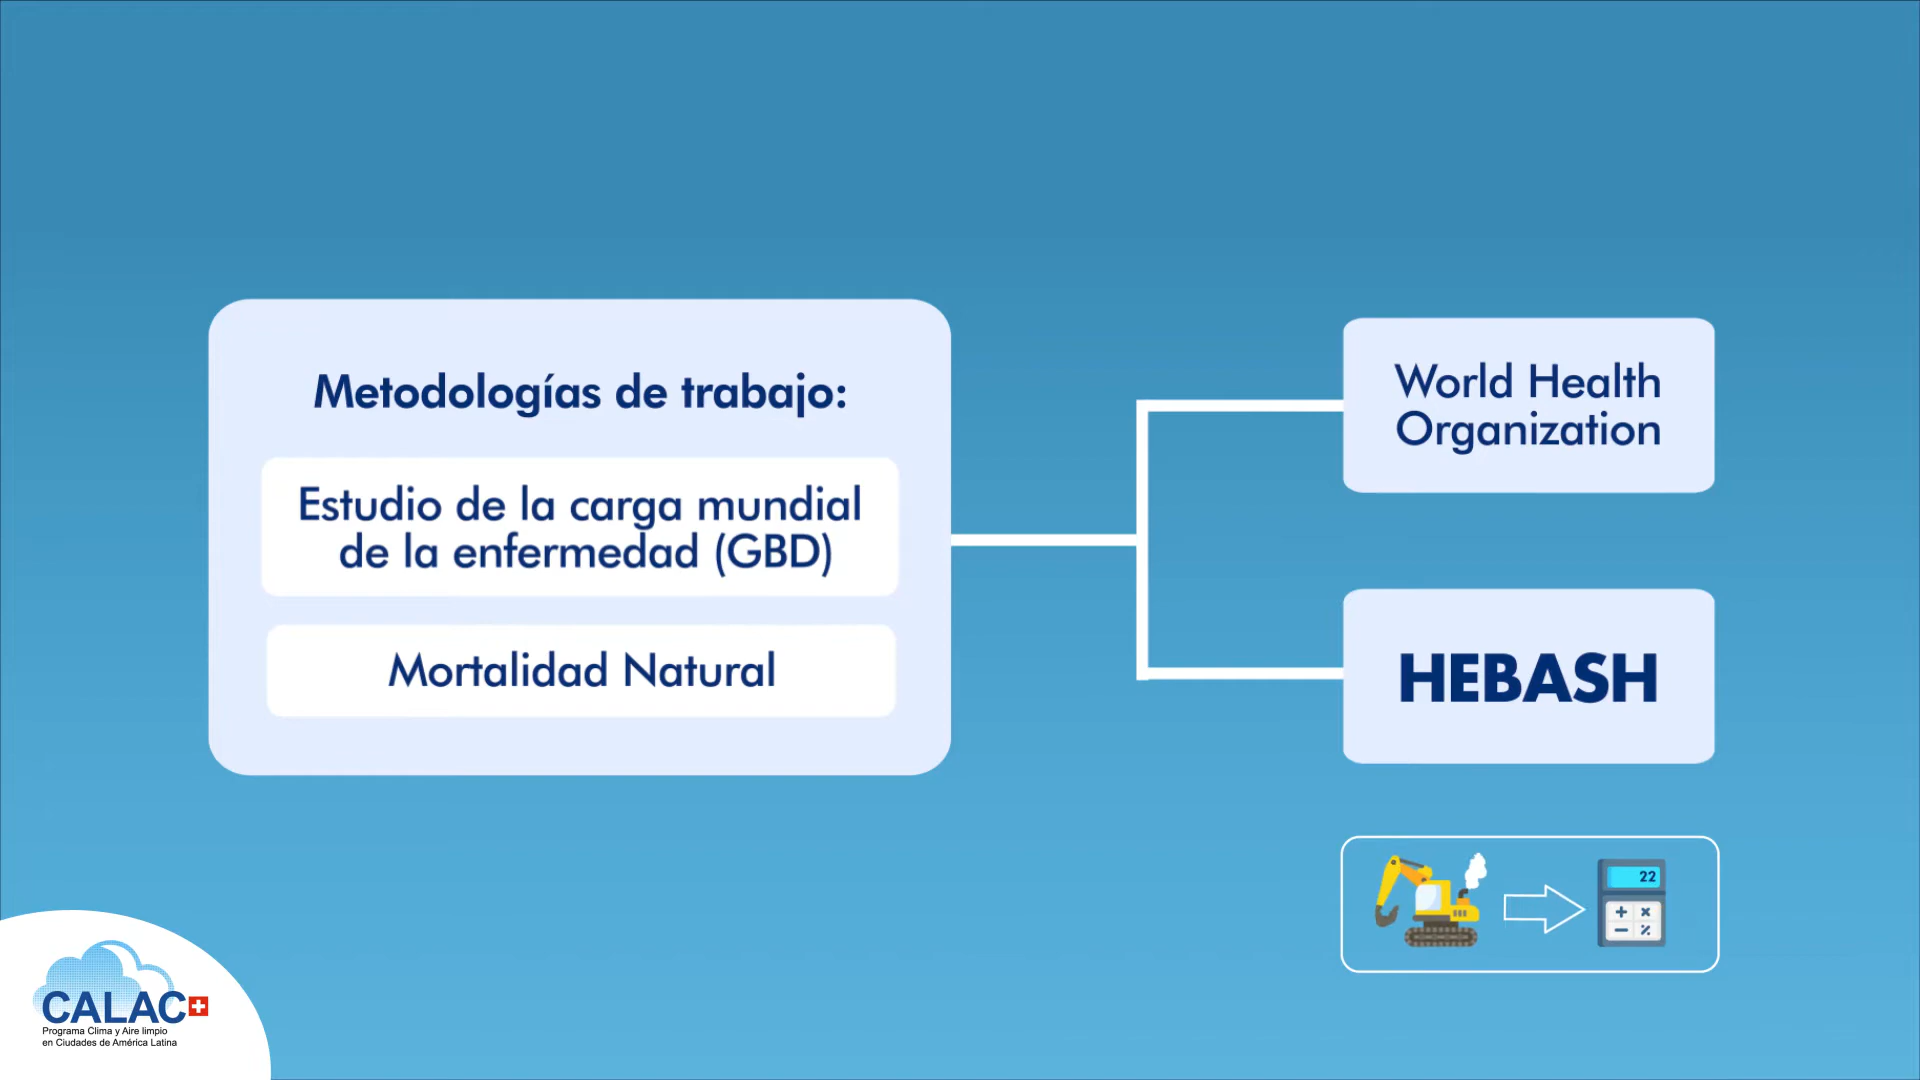 Metodologías de trabajo:
Estudio de la carga mundial
de la enfermedad (GBD)
Mortalidad Natural
World Health
Organization
HEBASH
22
CALAC
Programa Clima y Aire limpio
en Ciudades de América Latina